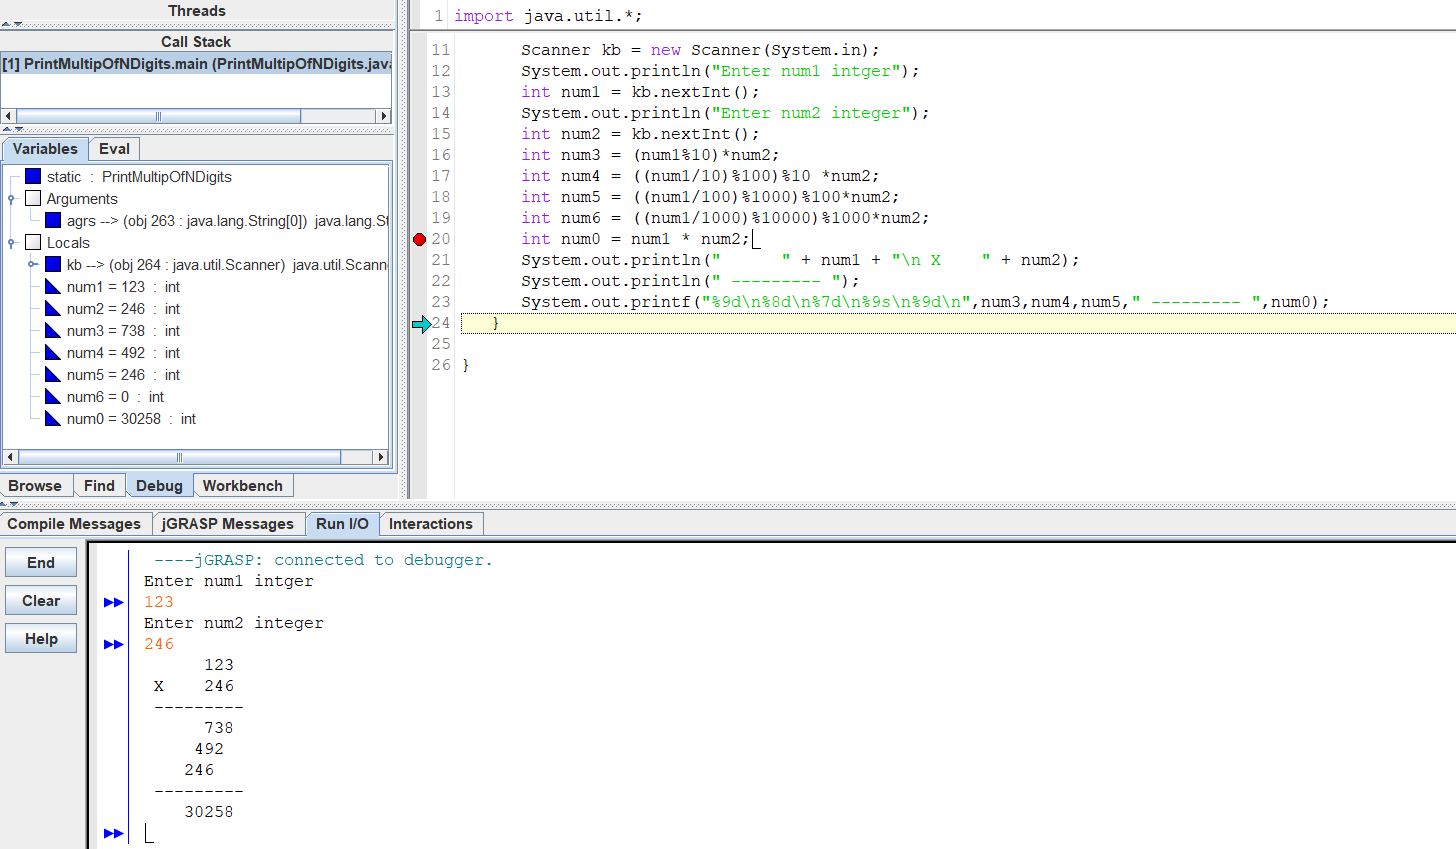 Threads
Call Stack
[1] PrintMultipOfNDigits.main (PrintMultipOfNDigits.java
Variables Eval
static : PrintMultipOfNDigits
Arguments
agrs --> (obj 263 : java.lang.String[0]) java.lang.St
Locals
kb --> (obj 264 : java.util.Scanner) java.util.Scann
num1 = 123 : int
num2 = 246 : int
num3 = 738 : int
num4 = 492 : int
num5 = 246 : int
num6 = 0 : int
num0 = 30258 : int
Browse Find Debug Workbench
1 import java.util.*;
11 Scanner kb = new Scanner(System.in);
12 System.out.println("Enter num1 intger");
13 int num1 = kb.nextInt();
14 System.out.println("Enter num2 integer");
15 int num2 = kb.nextInt();
16 int num3 = (num1%10)*num2;
17 int num4 = ((num1/10)%100)%10 *num2;
18 int num5 = ((num1/100)%1000)%100*num2;
19 int num6 = ((num1/1000)%10000)%1000*num2;
20 int num0 = num1 * num2;
21 System.out.println("      " + num1 + "\n X    " + num2);
22 System.out.println(" --------- ");
23 System.out.printf("%9d\n%8d\n%7d\n%9s\n%9d\n",num3,num4,num5," --------- ",num0);
24 }
25
26 }
Compile Messages jGRASP Messages Run I/O Interactions
End
Clear
Help
----jGRASP: connected to debugger.
Enter num1 intger
123
Enter num2 integer
246
123
X    246
---------
738
492
246
---------
30258